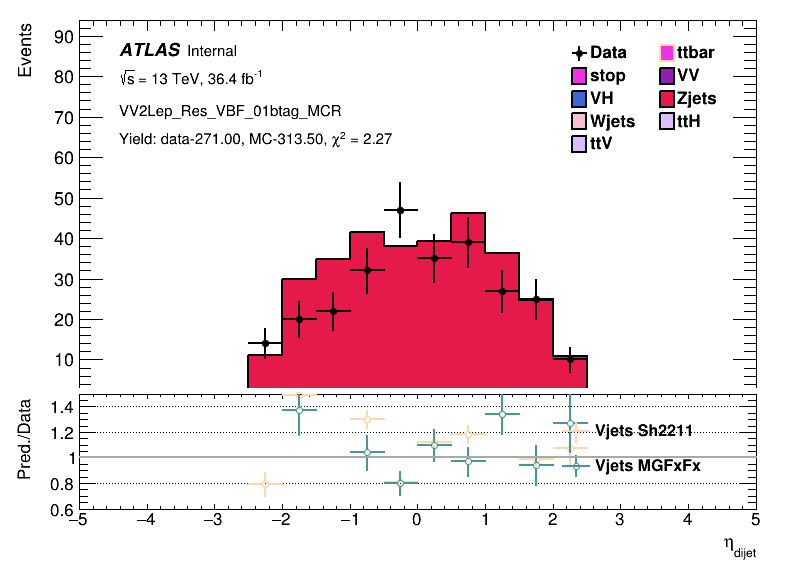 Events
90
80
70
60
50
40
30
20
10
ATLAS Internal
√s = 13 TeV, 36.4 fb⁻¹
VV2Lep_Res_VBF_01btag_MCR
Yield: data-271.00, MC-313.50, χ² = 2.27
Data
ttbar
stop
VV
VH
Zjets
Wjets
ttH
ttV
Pred./Data
1.4
1.2
1
0.8
0.6
Vjets Sh2211
Vjets MGFxFx
−5 −4 −3 −2 −1 0 1 2 3 4 5
η_dijet